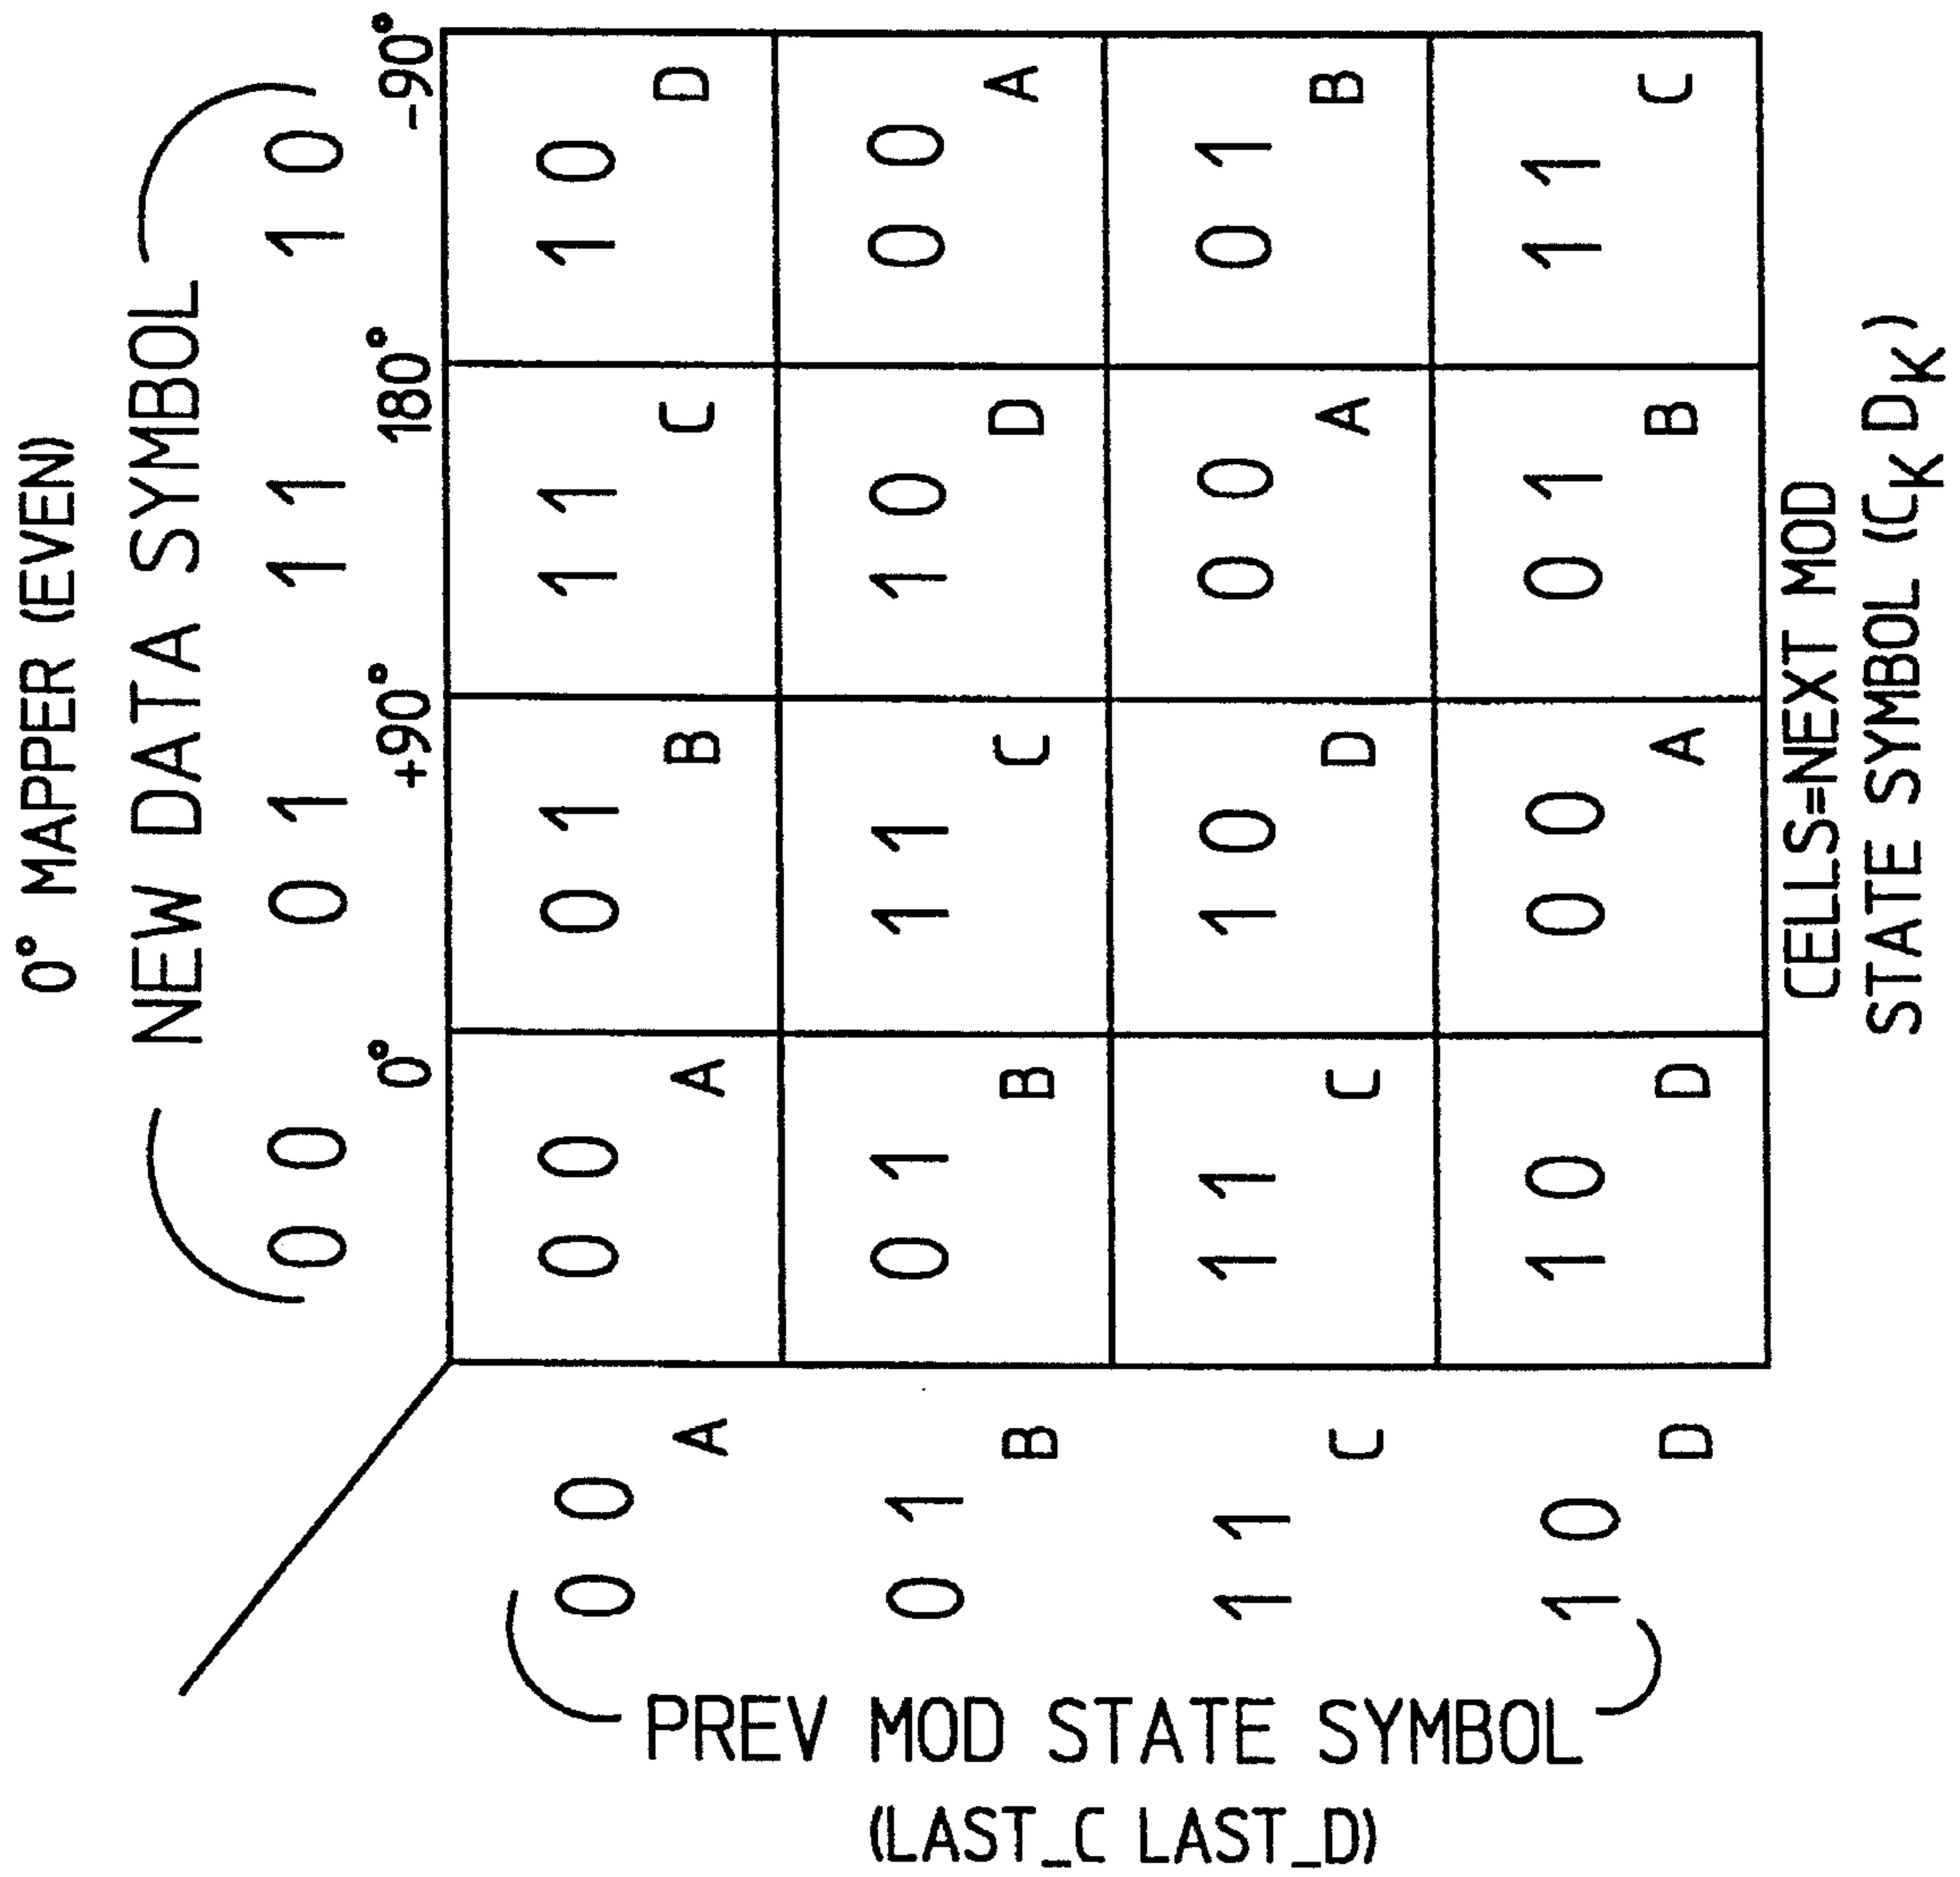 0° MAPPER (EVEN)
NEW DATA SYMBOL
0 0 0 1 1 1 1 0
0° +90° 180° -90°
PREV MOD STATE SYMBOL
(LAST_C LAST_D)
0 0 0 0 0 1 1 1 1 0
A A B C D
0 1 0 1 1 1 1 0 0 0
B B C D A
1 1 1 1 1 0 0 0 0 1
C C D A B
1 0 1 0 0 0 0 1 1 1
D D A B C
CELLS=NEXT MOD
STATE SYMBOL (CK DK)